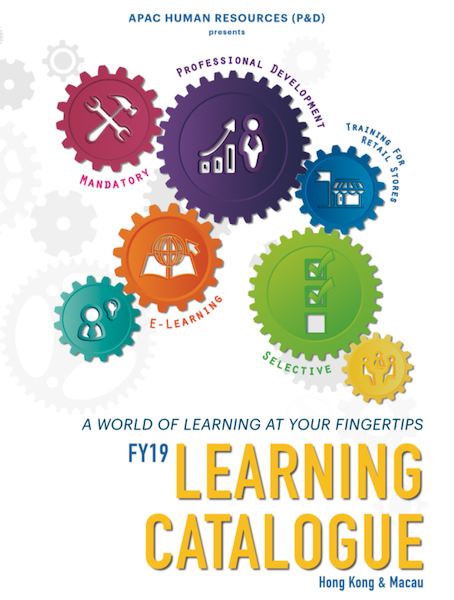 APAC HUMAN RESOURCES (P&D)
presents
PROFESSIONAL DEVELOPMENT
TRAINING FOR
RETAIL STORES
MANDATORY
E-LEARNING
SELECTIVE
A WORLD OF LEARNING AT YOUR FINGERTIPS
FY19 LEARNING
CATALOGUE
Hong Kong & Macau